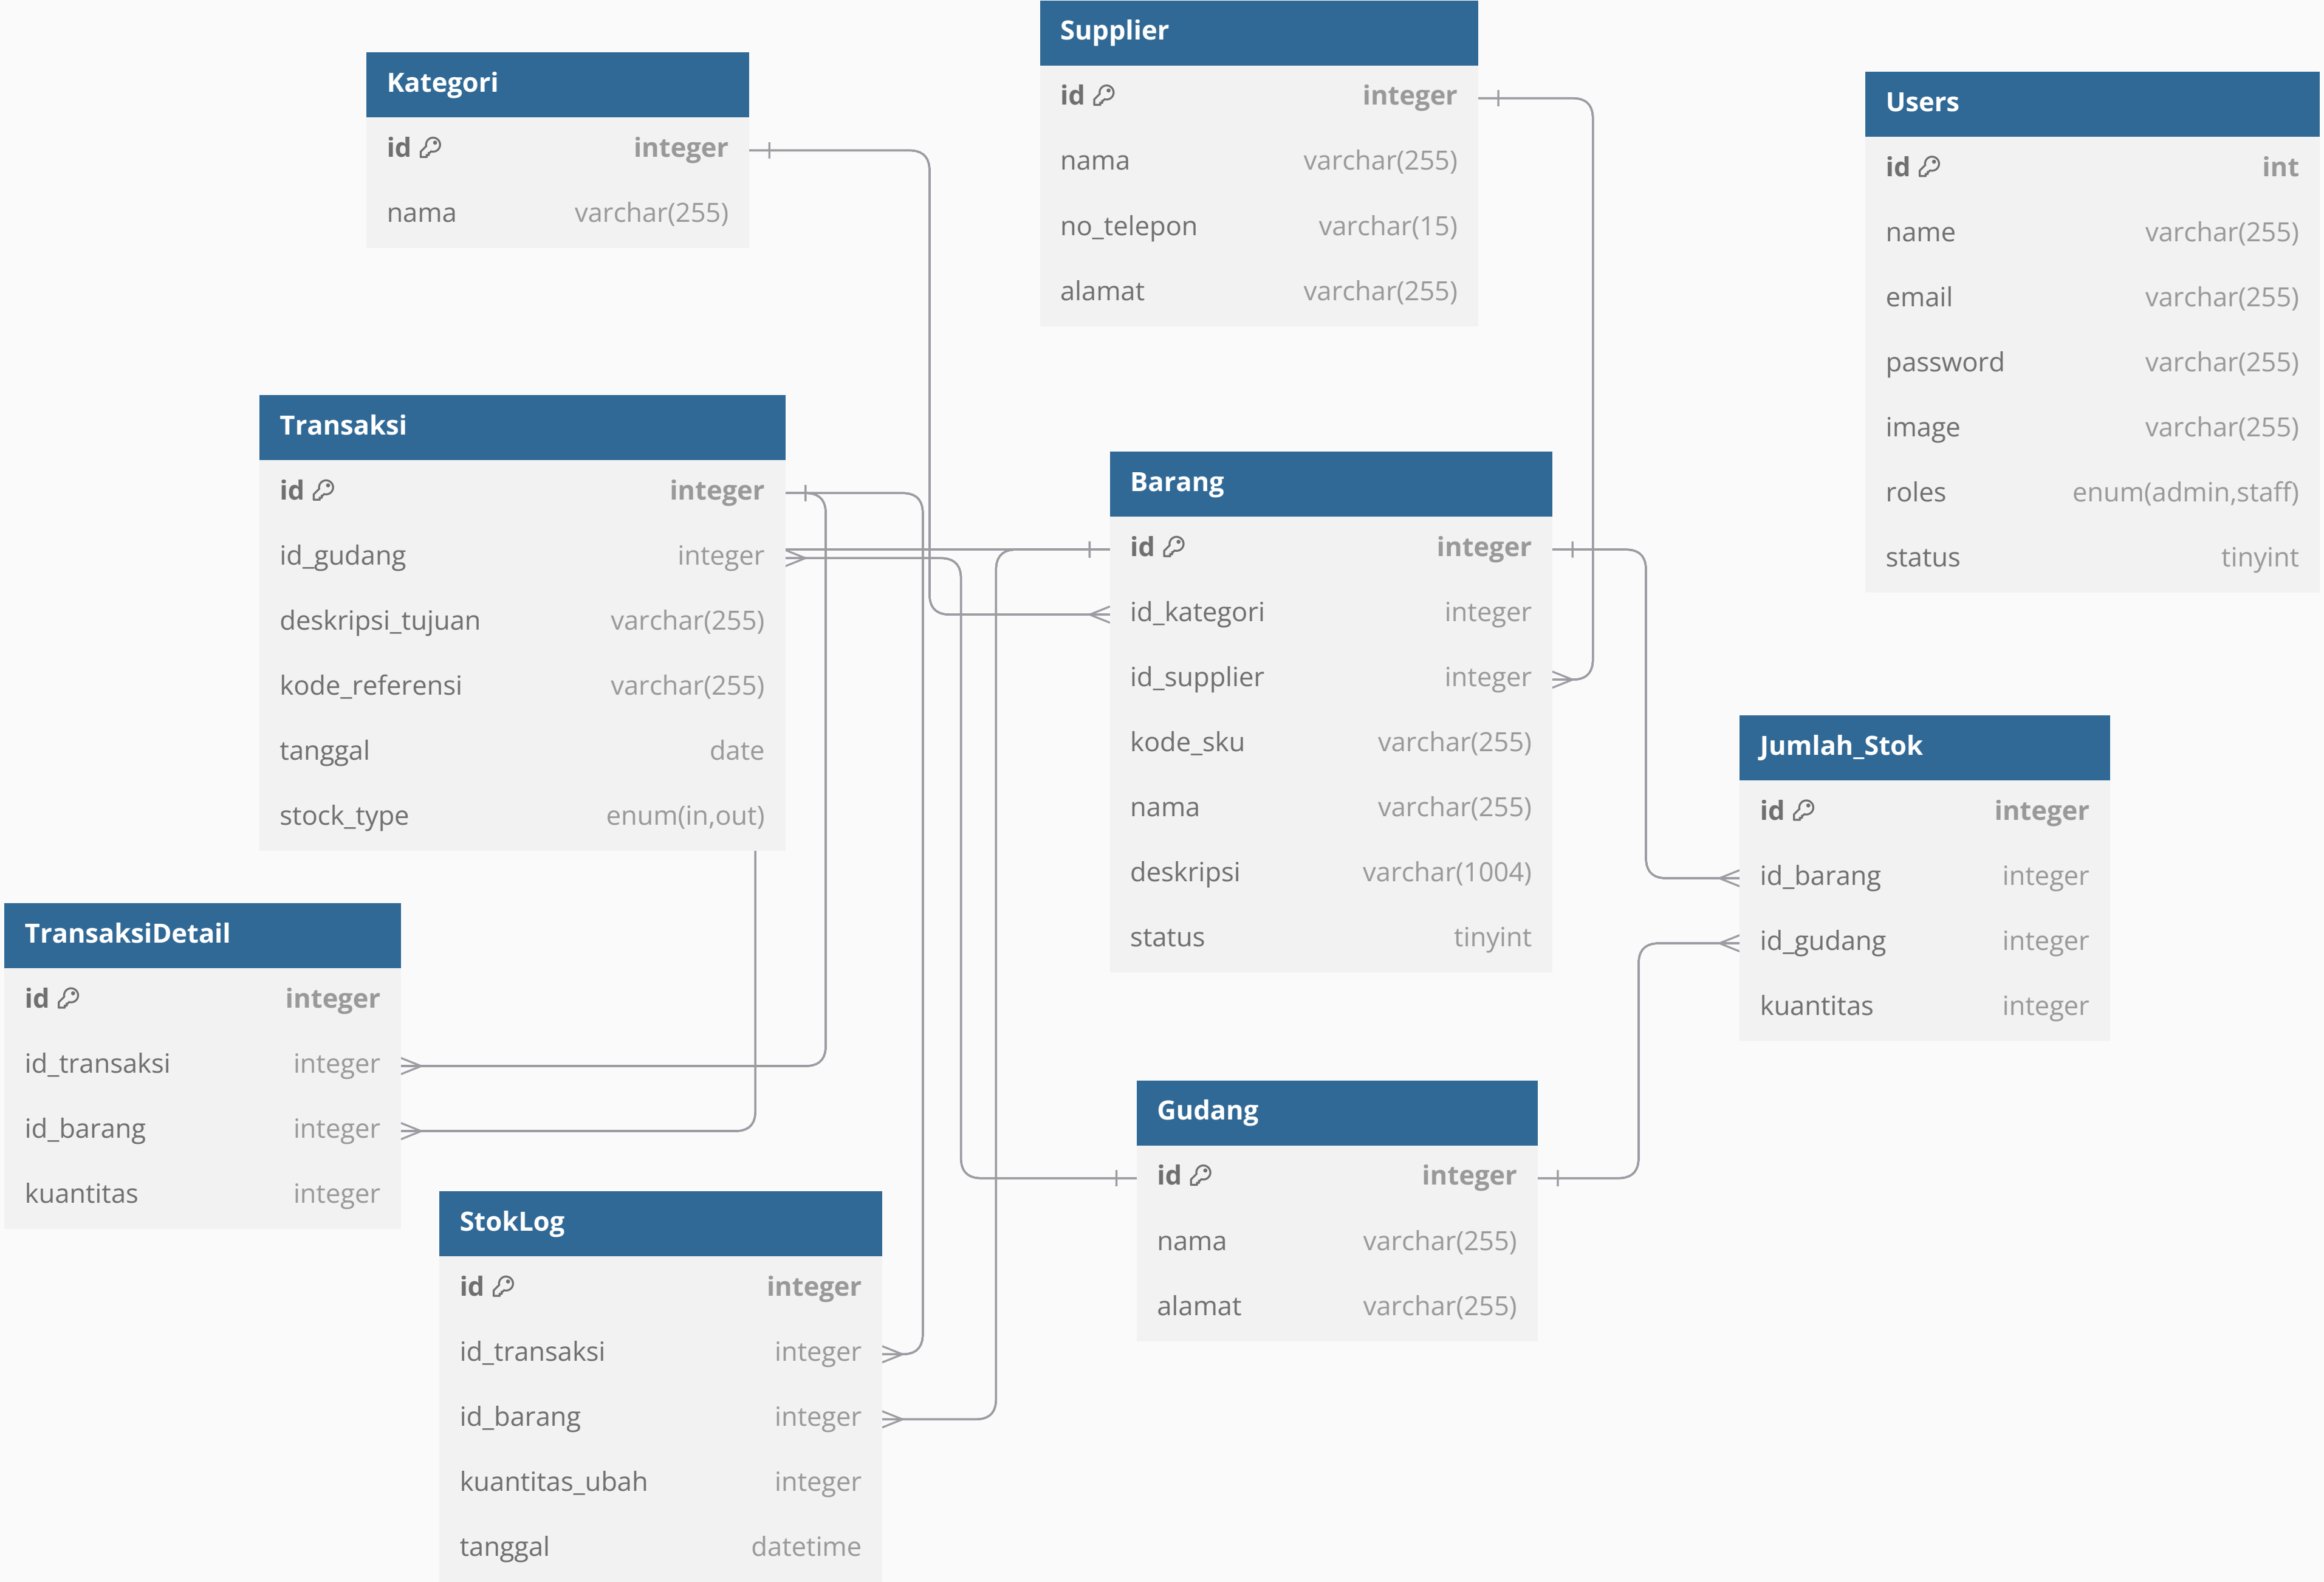 Kategori
id integer
nama varchar(255)
Supplier
id integer
nama varchar(255)
no_telepon varchar(15)
alamat varchar(255)
Users
id int
name varchar(255)
email varchar(255)
password varchar(255)
image varchar(255)
roles enum(admin,staff)
status tinyint
Transaksi
id integer
id_gudang integer
deskripsi_tujuan varchar(255)
kode_referensi varchar(255)
tanggal date
stock_type enum(in,out)
Barang
id integer
id_kategori integer
id_supplier integer
kode_sku varchar(255)
nama varchar(255)
deskripsi varchar(1004)
status tinyint
Jumlah_Stok
id integer
id_barang integer
id_gudang integer
kuantitas integer
TransaksiDetail
id integer
id_transaksi integer
id_barang integer
kuantitas integer
Gudang
id integer
nama varchar(255)
alamat varchar(255)
StokLog
id integer
id_transaksi integer
id_barang integer
kuantitas_ubah integer
tanggal datetime